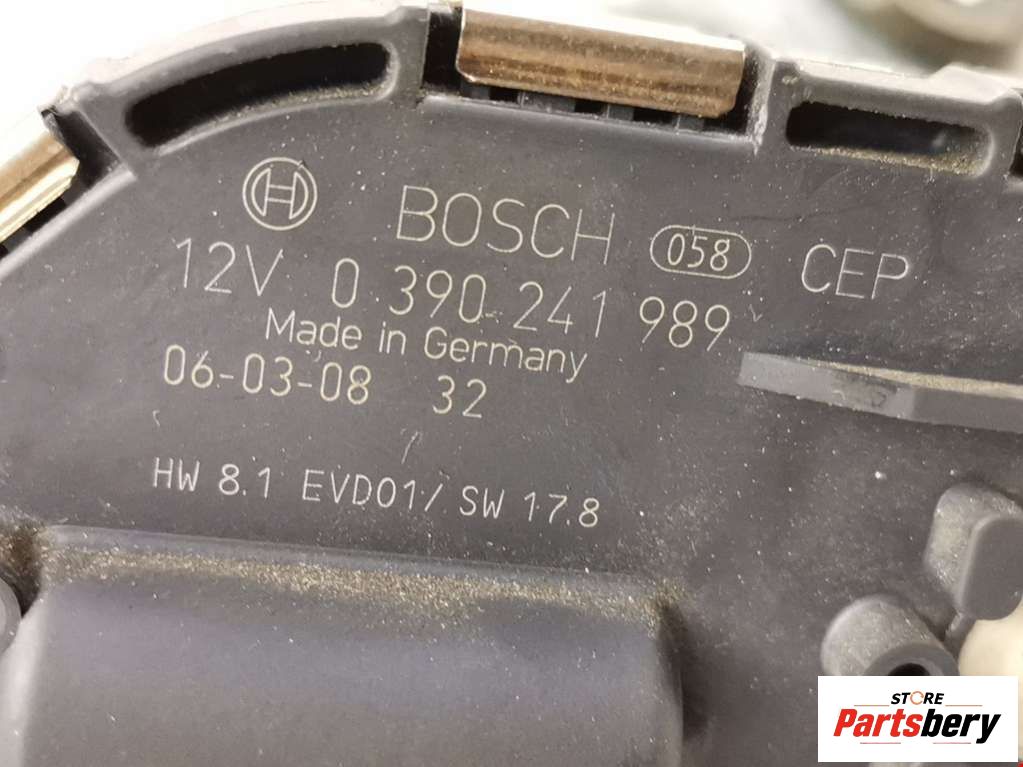 BOSCH 058 CEP
12V 0 390 241 989
Made in Germany
06-03-08 32
HW 8.1 EVD01/ SW 17.8
STORE
Partsbery